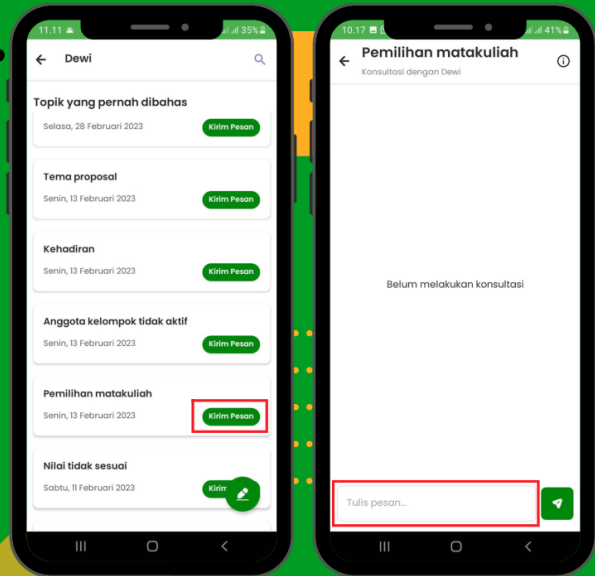 11.11
35%
Dewi
Topik yang pernah dibahas
Selasa, 28 Februari 2023
Kirim Pesan
Tema proposal
Senin, 13 Februari 2023
Kirim Pesan
Kehadiran
Senin, 13 Februari 2023
Kirim Pesan
Anggota kelompok tidak aktif
Senin, 13 Februari 2023
Kirim Pesan
Pemilihan matakuliah
Senin, 13 Februari 2023
Kirim Pesan
Nilai tidak sesuai
Sabtu, 11 Februari 2023
Kirim
10.17
41%
Pemilihan matakuliah
Konsultasi dengan Dewi
Belum melakukan konsultasi
Tulis pesan...